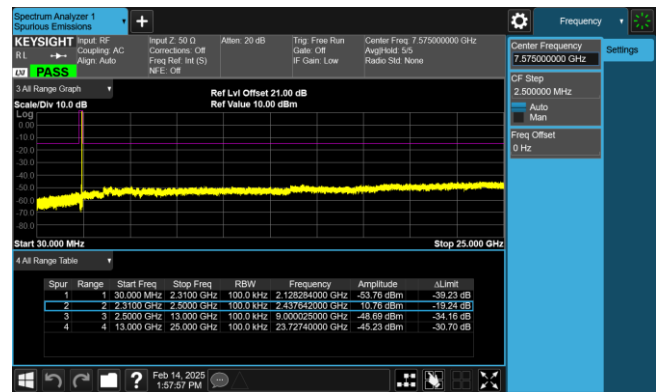 Spectrum Analyzer 1
Spurious Emissions
Frequency
KEYSIGHT Input: RF Input Z: 50 Ω Atten: 20 dB Trig: Free Run Center Freq: 7.575000000 GHz
R L Coupling: AC Corrections: Off Gate: Off Avg|Hold: 5/5
Align: Auto Freq Ref: Int (S) IF Gain: Low Radio Std: None
LXI PASS NFE: Off
Center Frequency
7.575000000 GHz
Settings
CF Step
2.500000 MHz
Auto
Man
Freq Offset
0 Hz
3 All Range Graph
Ref Lvl Offset 21.00 dB
Scale/Div 10.0 dB Ref Value 10.00 dBm
Log
0.00
-10.0
-20.0
-30.0
-40.0
-50.0
-60.0
-70.0
-80.0
Start 30.000 MHz Stop 25.000 GHz
4 All Range Table
Spur Range Start Freq Stop Freq RBW Frequency Amplitude ΔLimit
1 1 30.000 MHz 2.3100 GHz 100.0 kHz 2.128284000 GHz -53.76 dBm -39.23 dB
2 2 2.3100 GHz 2.5000 GHz 100.0 kHz 2.437642000 GHz 10.76 dBm -19.24 dB
3 3 2.5000 GHz 13.000 GHz 100.0 kHz 9.000025000 GHz -48.69 dBm -34.16 dB
4 4 13.000 GHz 25.000 GHz 100.0 kHz 23.72740000 GHz -45.23 dBm -30.70 dB
? Feb 14, 2025
1:57:57 PM